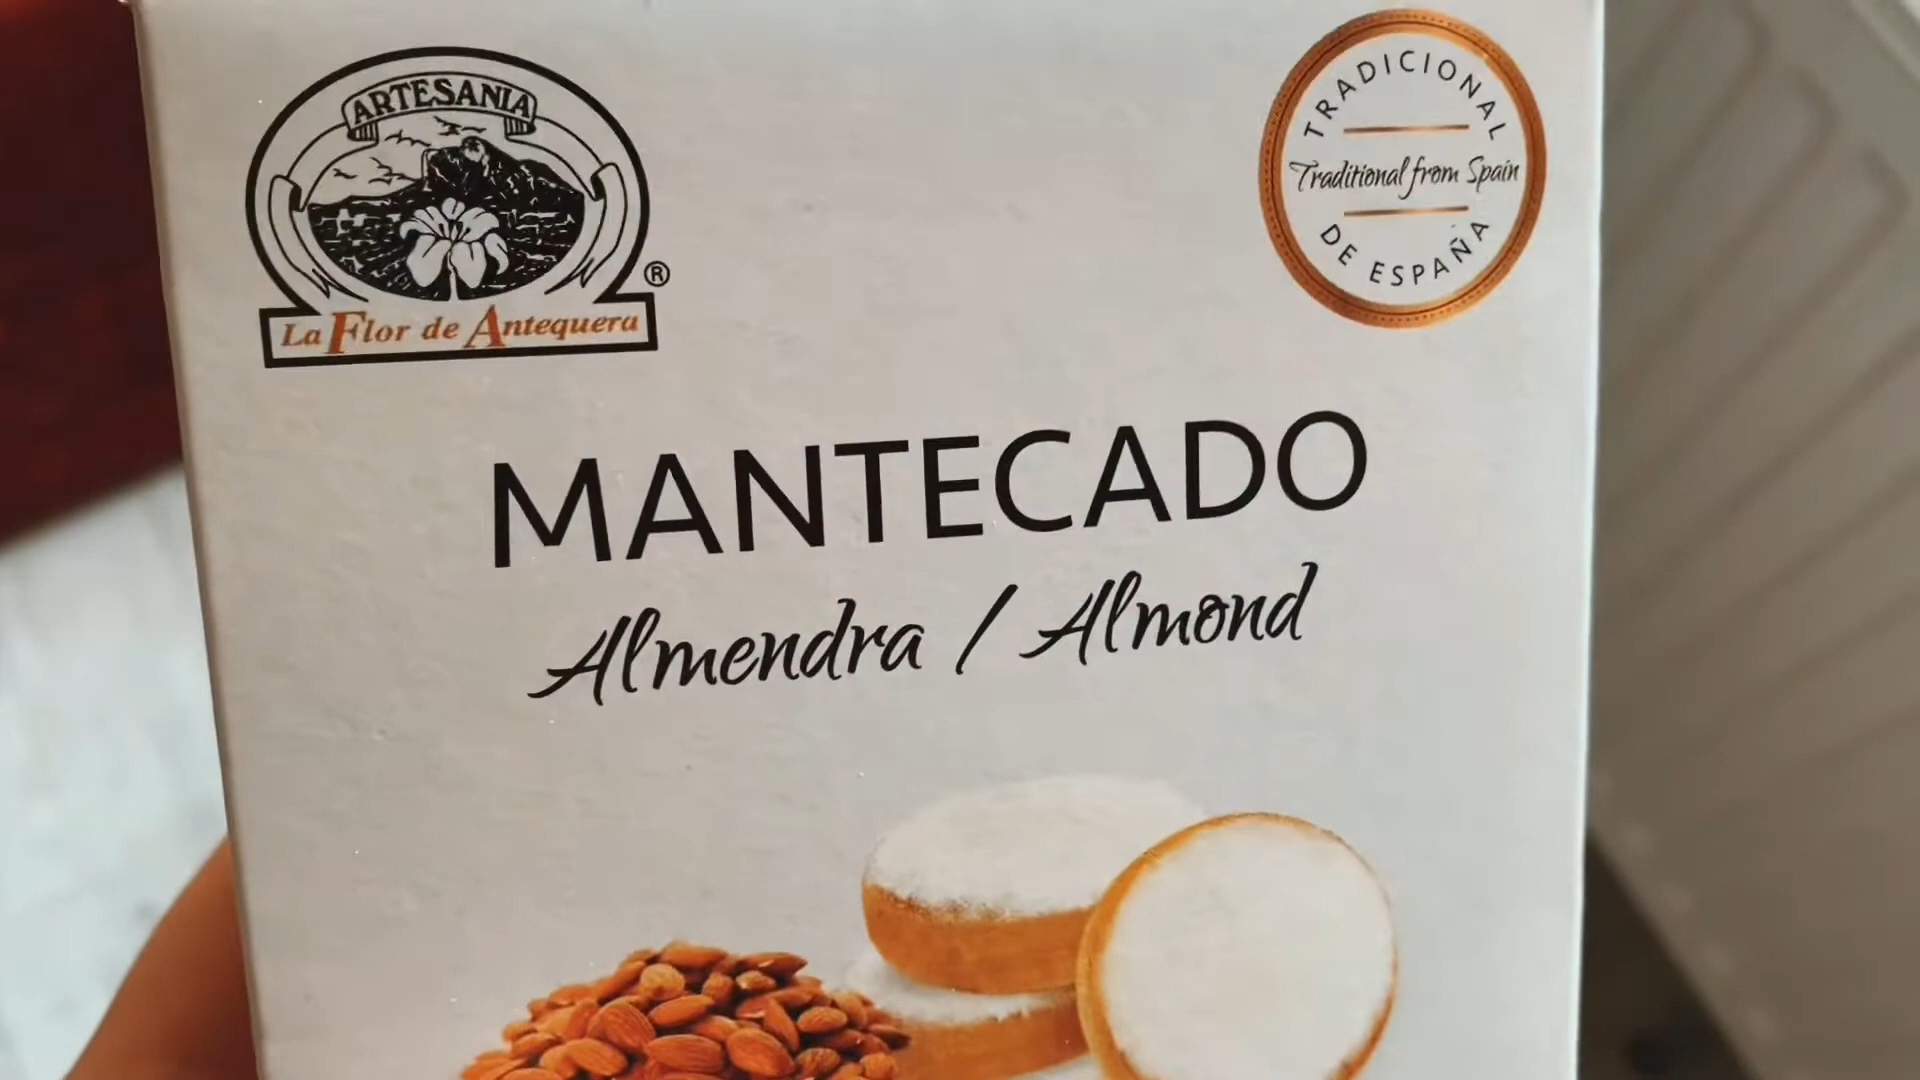 ARTESANIA
La Flor de Antequera
®
TRADICIONAL
Traditional from Spain
DE ESPAÑA
MANTECADO
Almendra / Almond